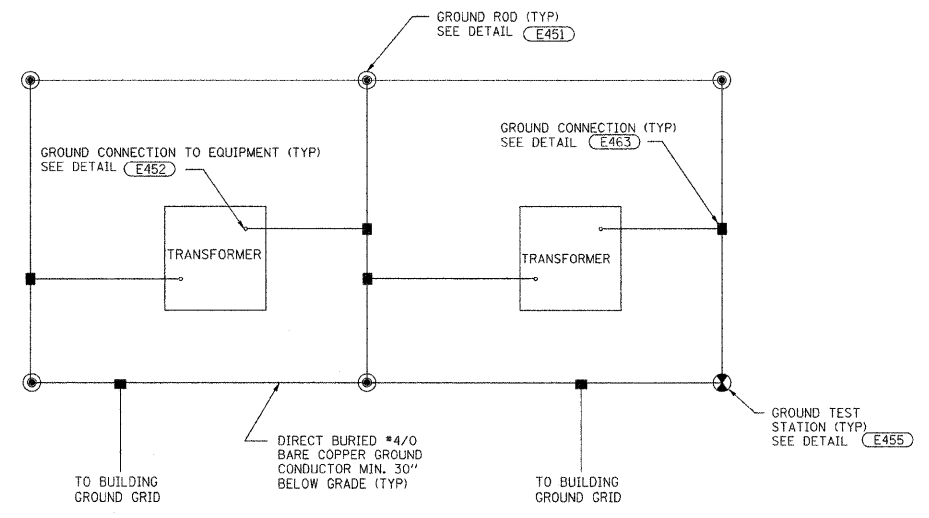 GROUND ROD (TYP)
SEE DETAIL E451
GROUND CONNECTION (TYP)
SEE DETAIL E463
GROUND CONNECTION TO EQUIPMENT (TYP)
SEE DETAIL E452
TRANSFORMER
TRANSFORMER
GROUND TEST
STATION (TYP)
SEE DETAIL E455
DIRECT BURIED #4/0
BARE COPPER GROUND
CONDUCTOR MIN. 30"
BELOW GRADE (TYP)
TO BUILDING
GROUND GRID
TO BUILDING
GROUND GRID